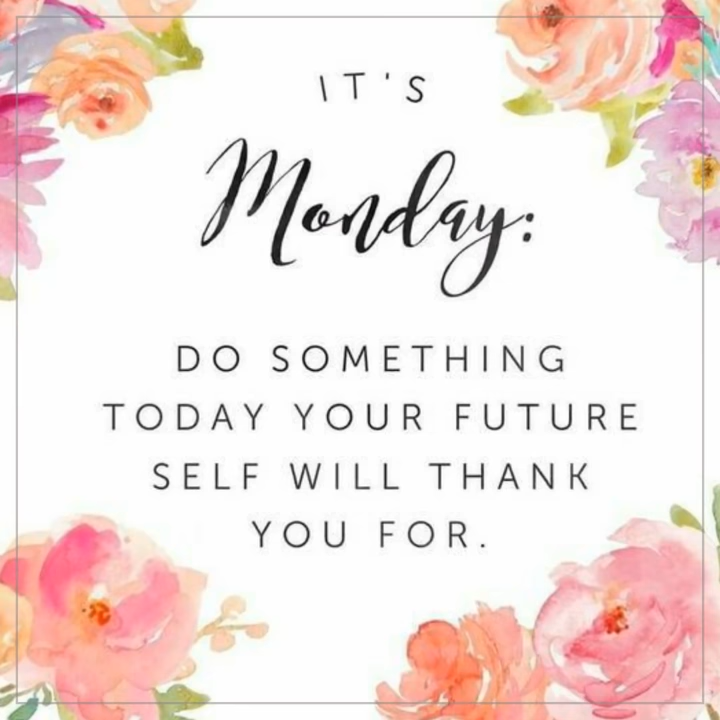 IT'S
Monday:
DO SOMETHING
TODAY YOUR FUTURE
SELF WILL THANK
YOU FOR.